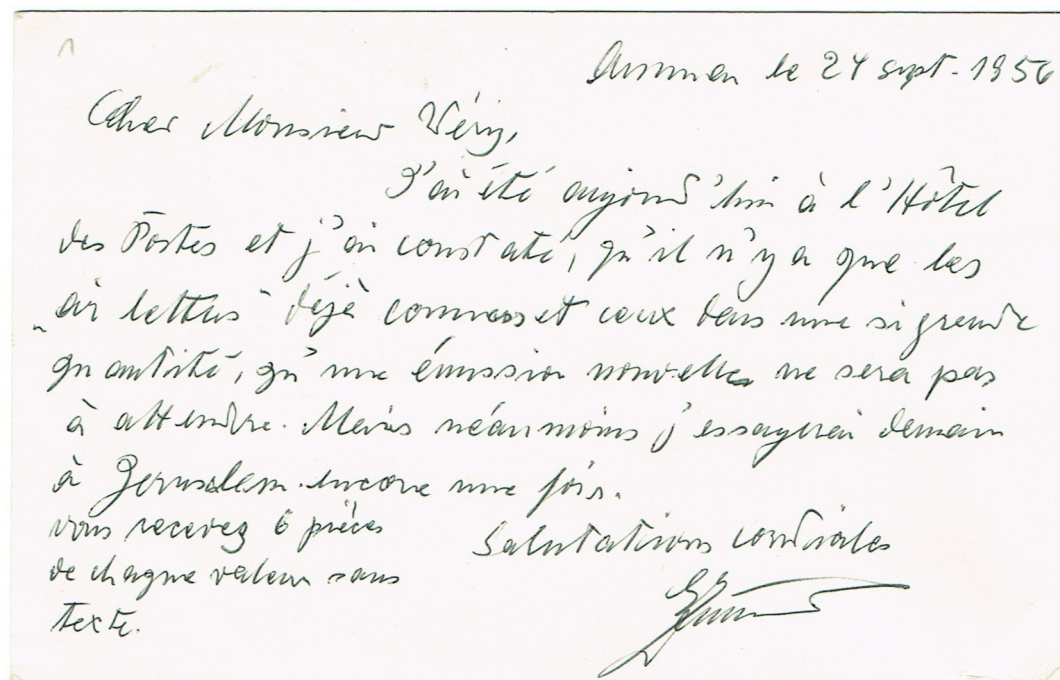 Amman le 24 sept. 1956
Cher Monsieur Véry,
J'ai été aujourd'hui à l'Hôtel
des Postes et j'ai constaté, qu'il n'y a que les
"air letters" déjà connus et ceux dans une si grande
quantité, qu'une émission nouvelle ne sera pas
à attendre. Mais néanmoins j'essayerai demain
à Jerusalem encore une fois.
vous recevez 6 pièces
de chaque valeur sans
texte.
Salutations cordiales